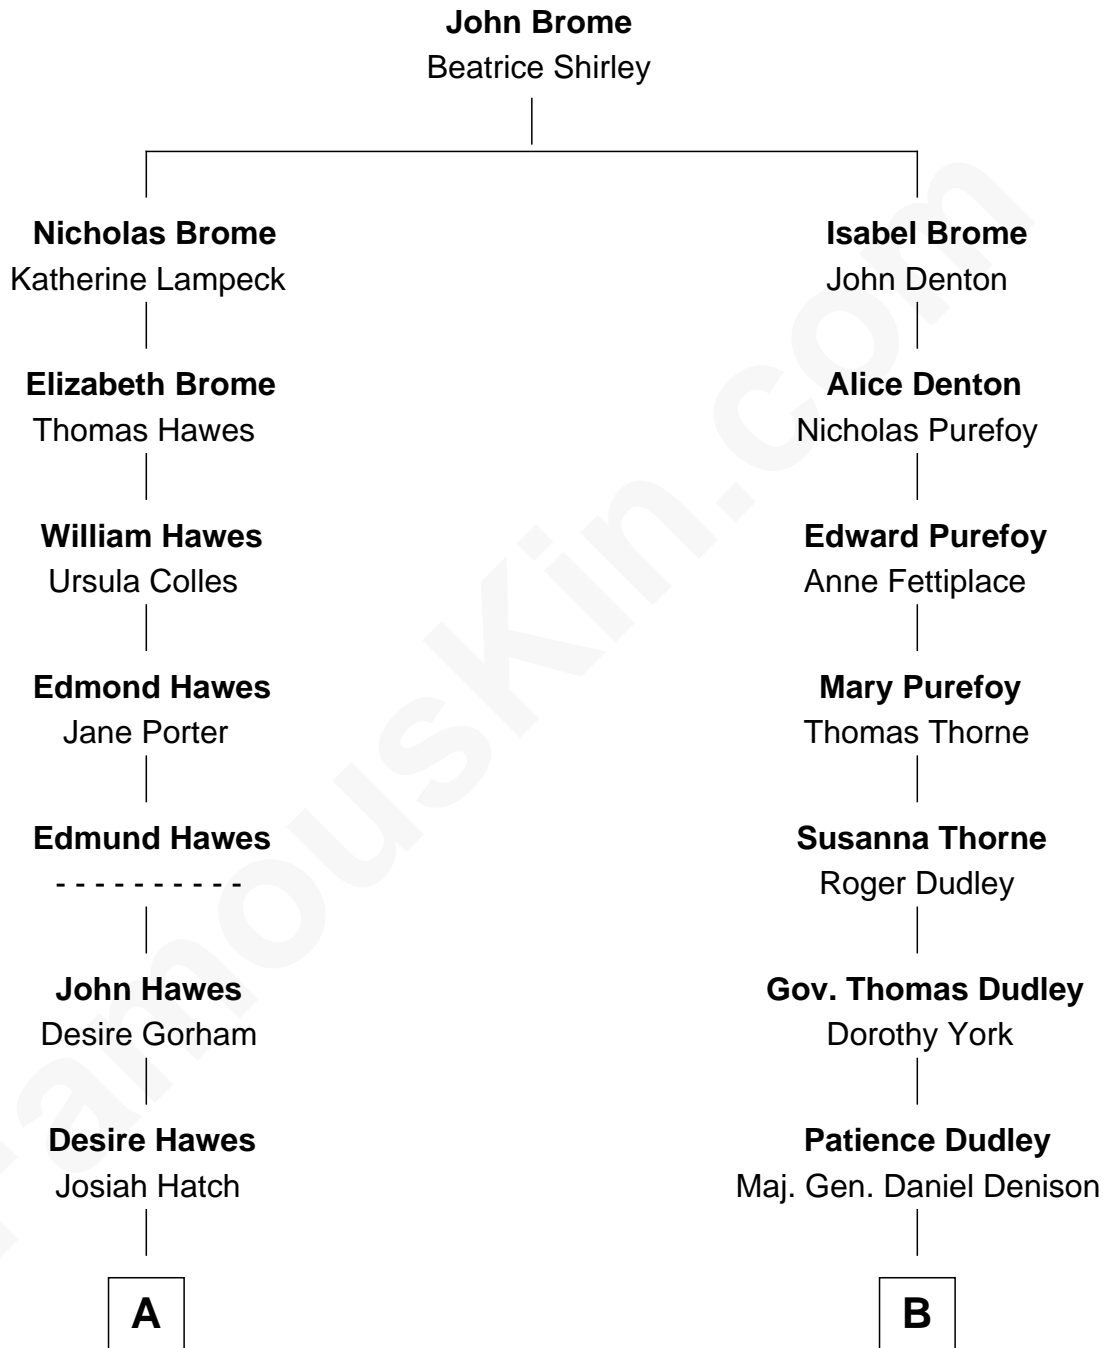 John Brome
Beatrice Shirley
Nicholas Brome
Katherine Lampeck
Isabel Brome
John Denton
Elizabeth Brome
Thomas Hawes
Alice Denton
Nicholas Purefoy
William Hawes
Ursula Colles
Edward Purefoy
Anne Fettiplace
Edmond Hawes
Jane Porter
Mary Purefoy
Thomas Thorne
Edmund Hawes
- - - - - - - - - -
Susanna Thorne
Roger Dudley
John Hawes
Desire Gorham
Gov. Thomas Dudley
Dorothy York
Desire Hawes
Josiah Hatch
Patience Dudley
Maj. Gen. Daniel Denison
A
B
FamousKin.com